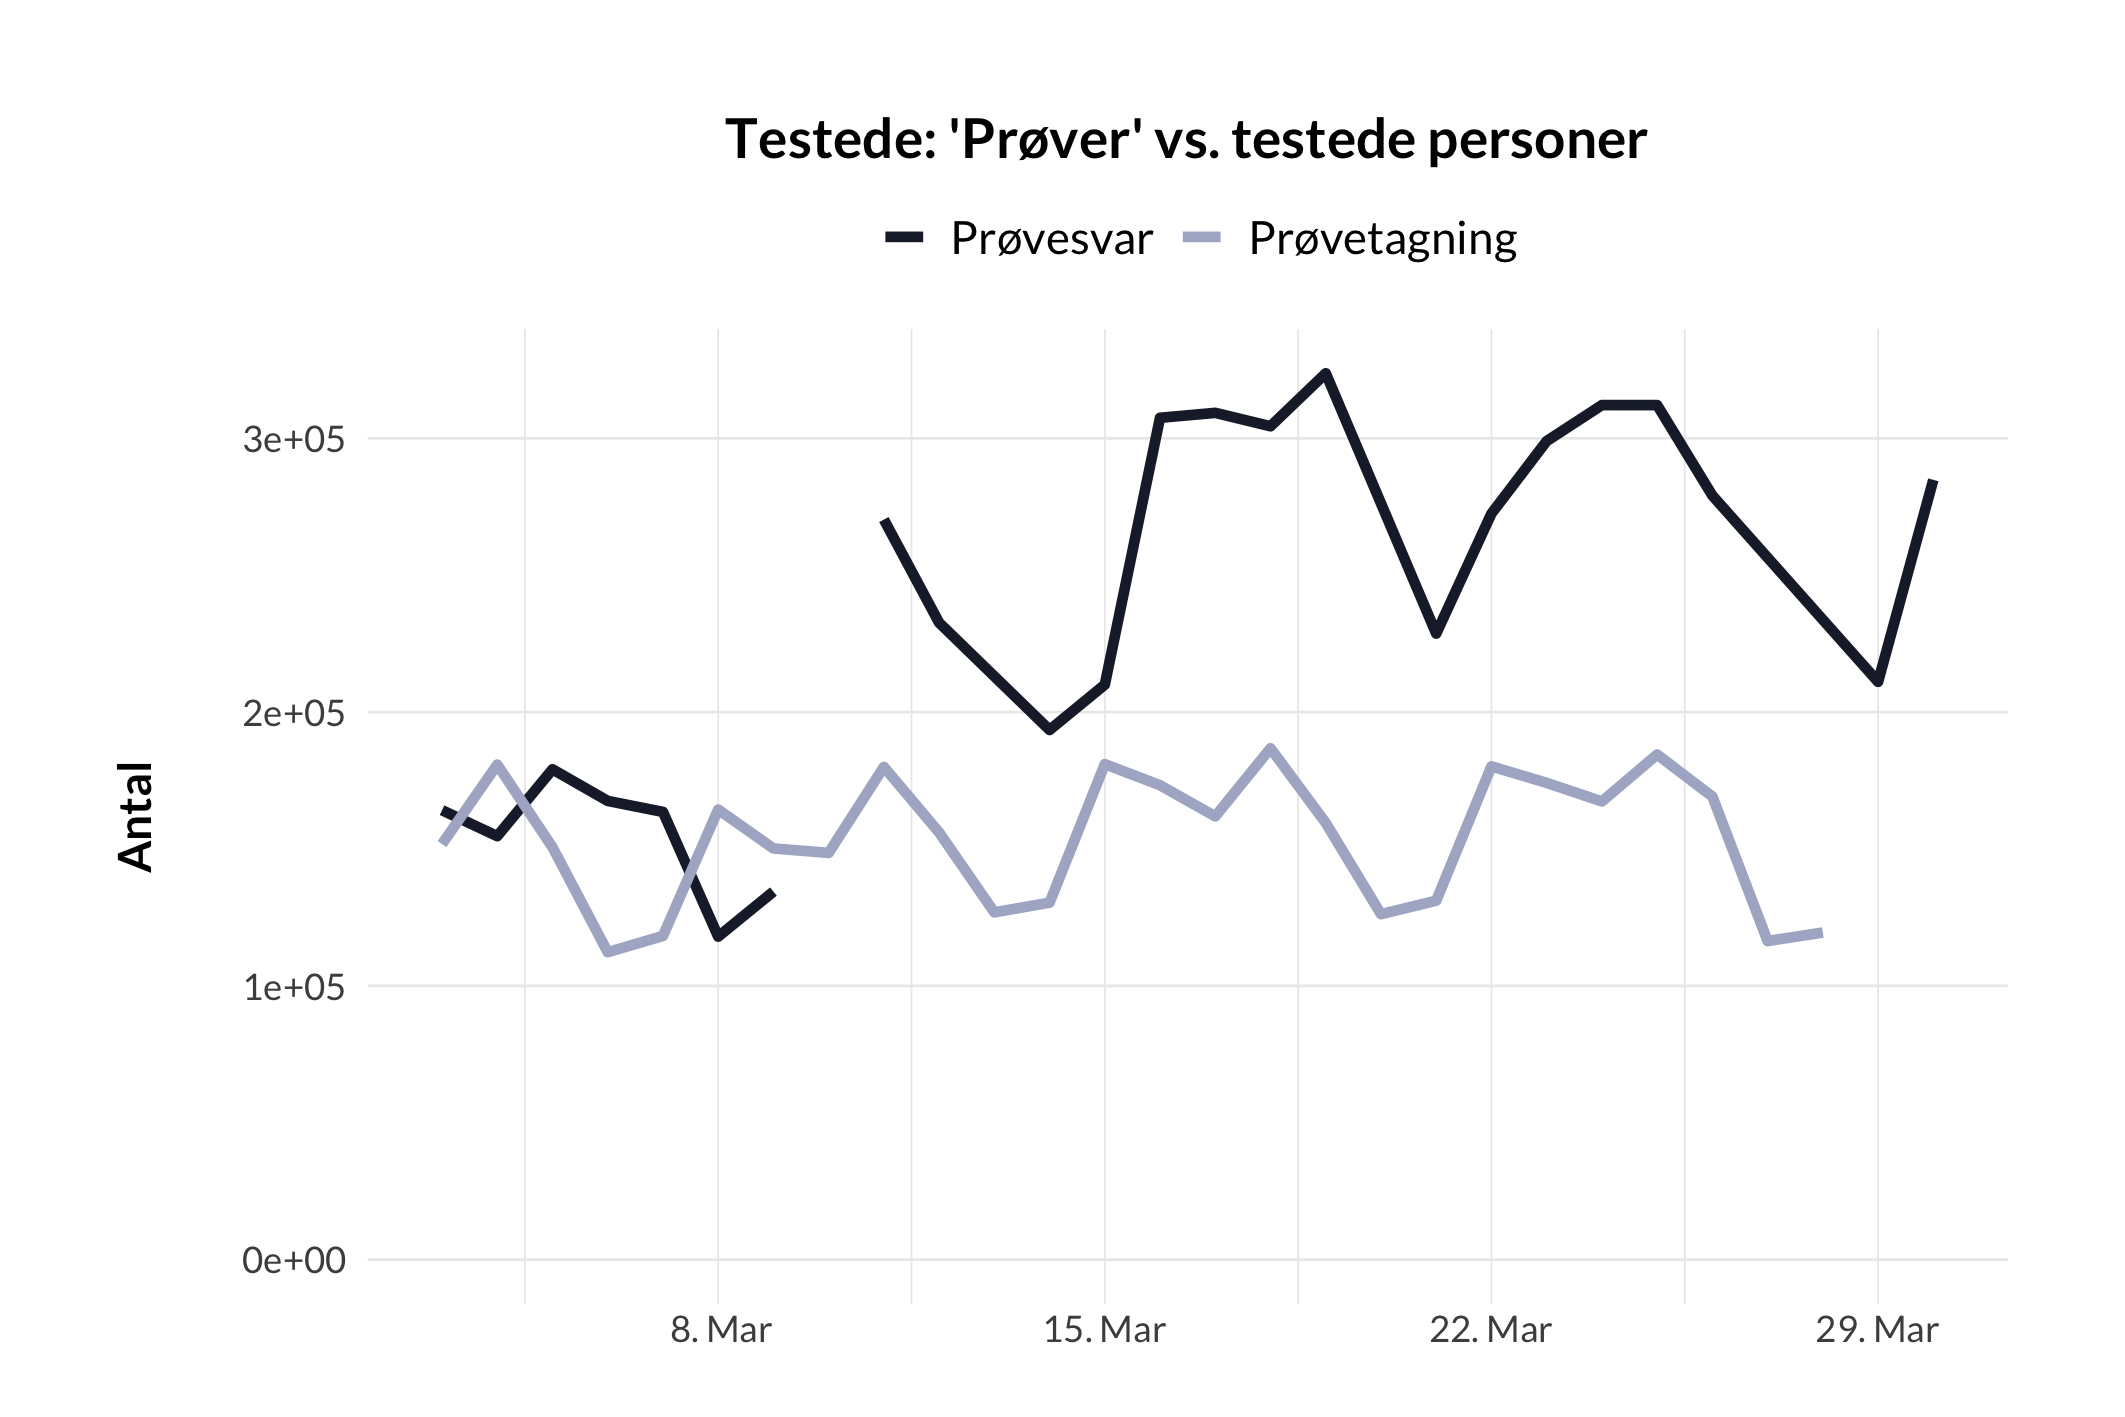 Testede: 'Prøver' vs. testede personer
Prøvesvar Prøvetagning
Antal
3e+05
2e+05
1e+05
0e+00
8. Mar 15. Mar 22. Mar 29. Mar